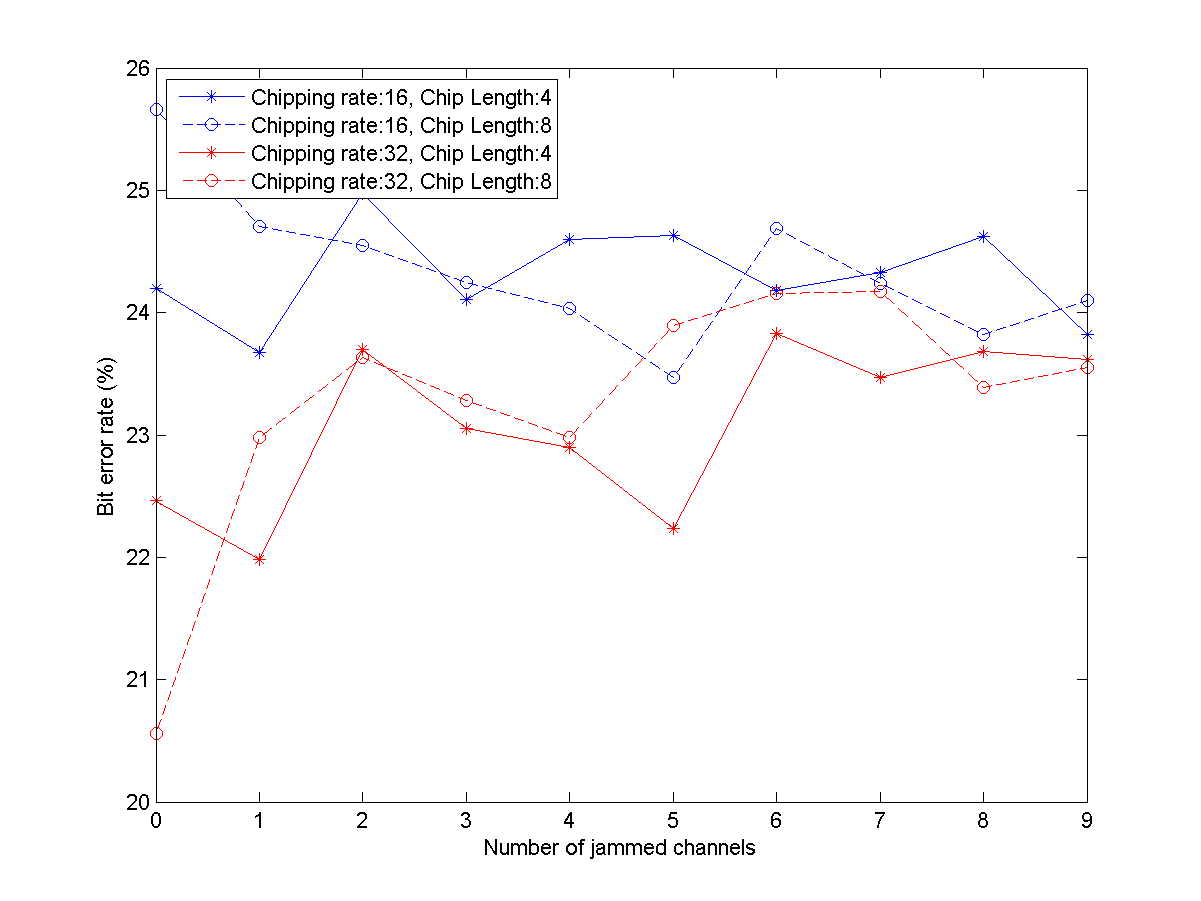 26
25
24
23
22
21
20
Bit error rate (%)
Chipping rate:16, Chip Length:4
Chipping rate:16, Chip Length:8
Chipping rate:32, Chip Length:4
Chipping rate:32, Chip Length:8
0 1 2 3 4 5 6 7 8 9
Number of jammed channels